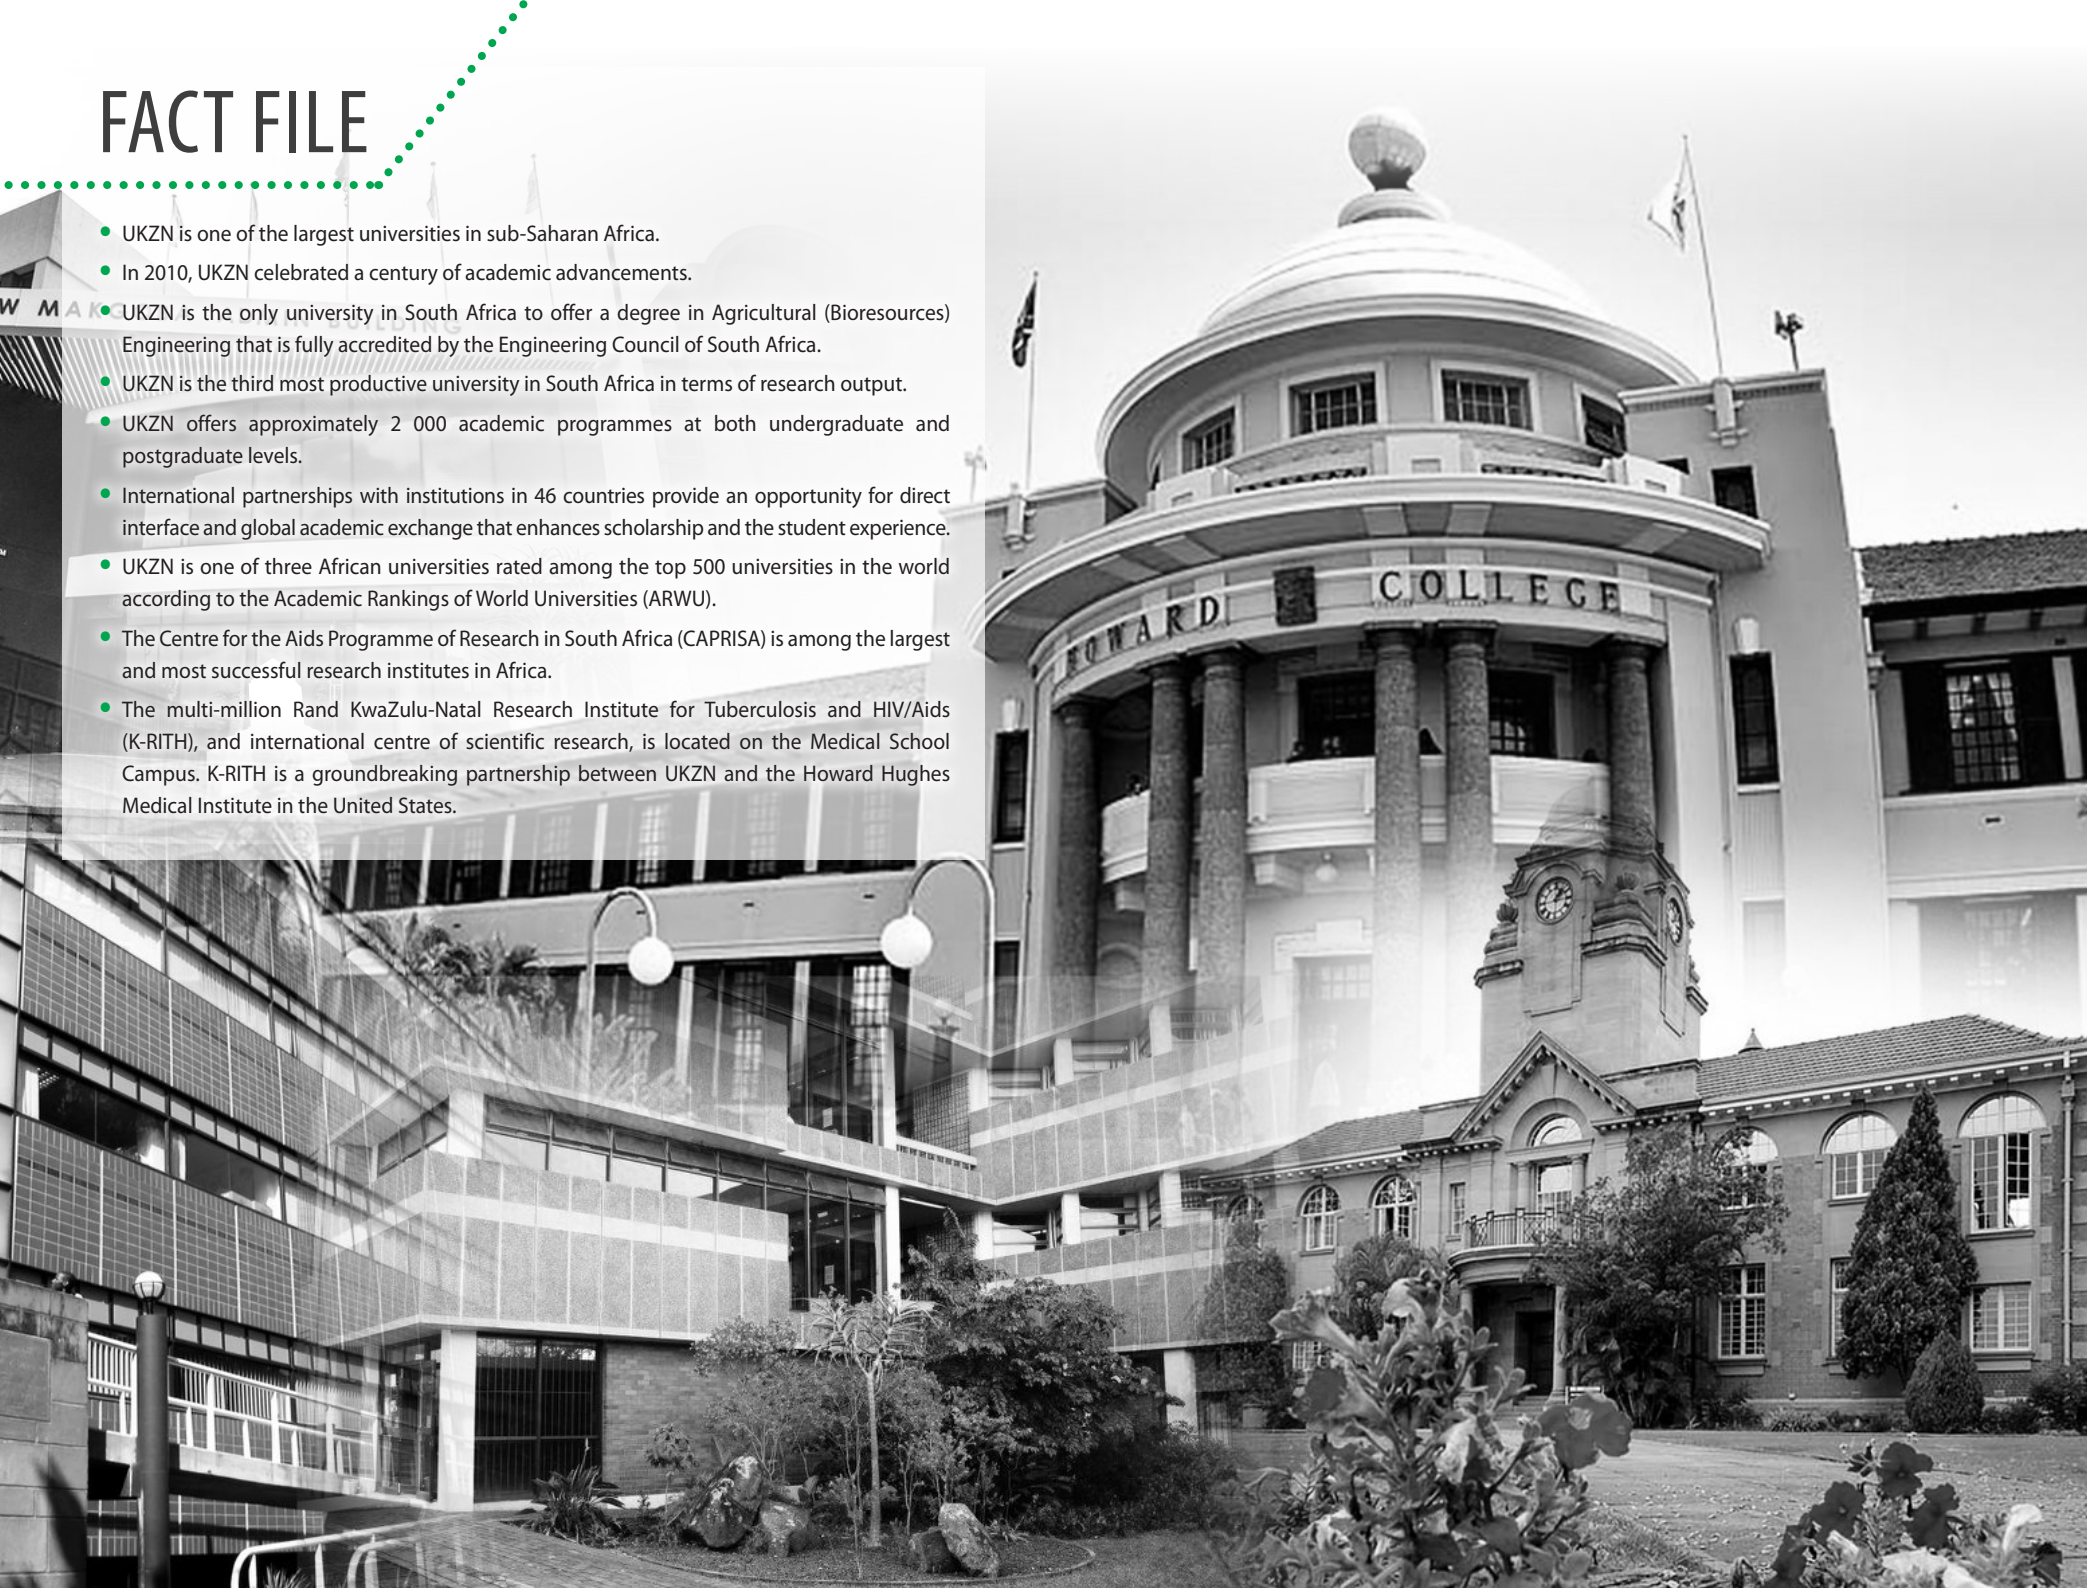 FACT FILE
• UKZN is one of the largest universities in sub-Saharan Africa.
• In 2010, UKZN celebrated a century of academic advancements.
• UKZN is the only university in South Africa to offer a degree in Agricultural (Bioresources)
Engineering that is fully accredited by the Engineering Council of South Africa.
• UKZN is the third most productive university in South Africa in terms of research output.
• UKZN offers approximately 2 000 academic programmes at both undergraduate and
postgraduate levels.
• International partnerships with institutions in 46 countries provide an opportunity for direct
interface and global academic exchange that enhances scholarship and the student experience.
• UKZN is one of three African universities rated among the top 500 universities in the world
according to the Academic Rankings of World Universities (ARWU).
• The Centre for the Aids Programme of Research in South Africa (CAPRISA) is among the largest
and most successful research institutes in Africa.
• The multi-million Rand KwaZulu-Natal Research Institute for Tuberculosis and HIV/Aids
(K-RITH), and international centre of scientific research, is located on the Medical School
Campus. K-RITH is a groundbreaking partnership between UKZN and the Howard Hughes
Medical Institute in the United States.
HOWARD COLLEGE
BUILDING